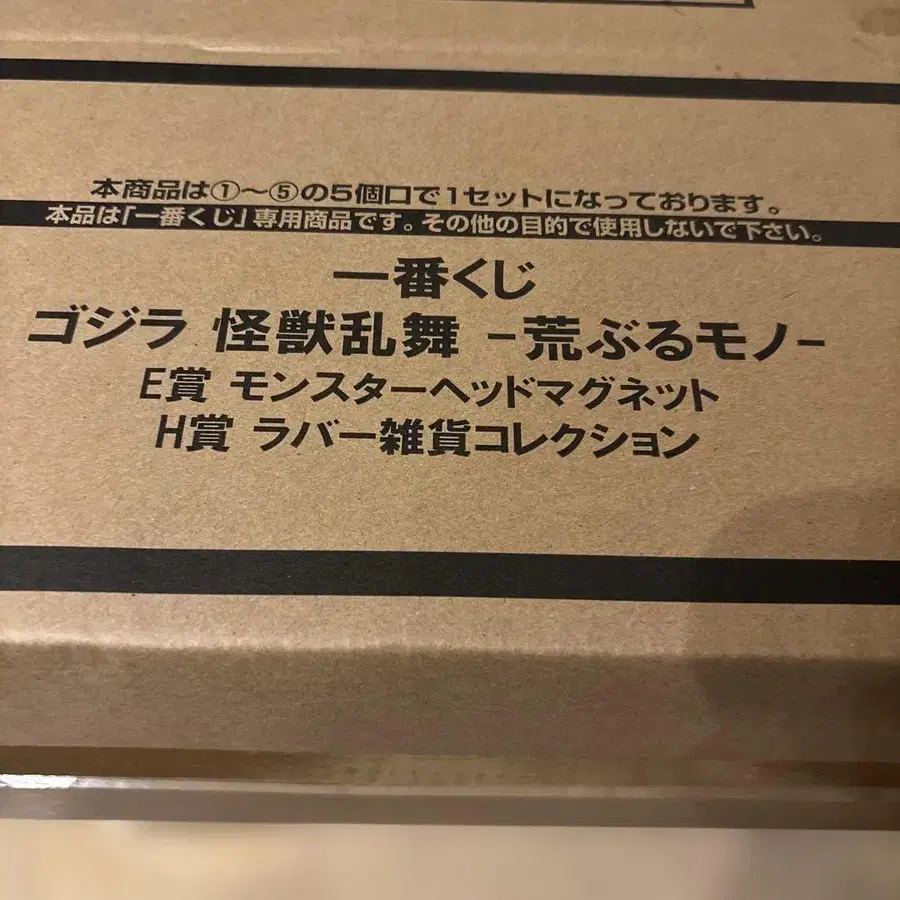 本商品は①〜⑤の5個口で1セットになっております。
本品は「一番くじ」専用商品です。その他の目的で使用しないで下さい。
一番くじ
ゴジラ 怪獣乱舞 -荒ぶるモノ-
E賞 モンスターヘッドマグネット
H賞 ラバー雑貨コレクション